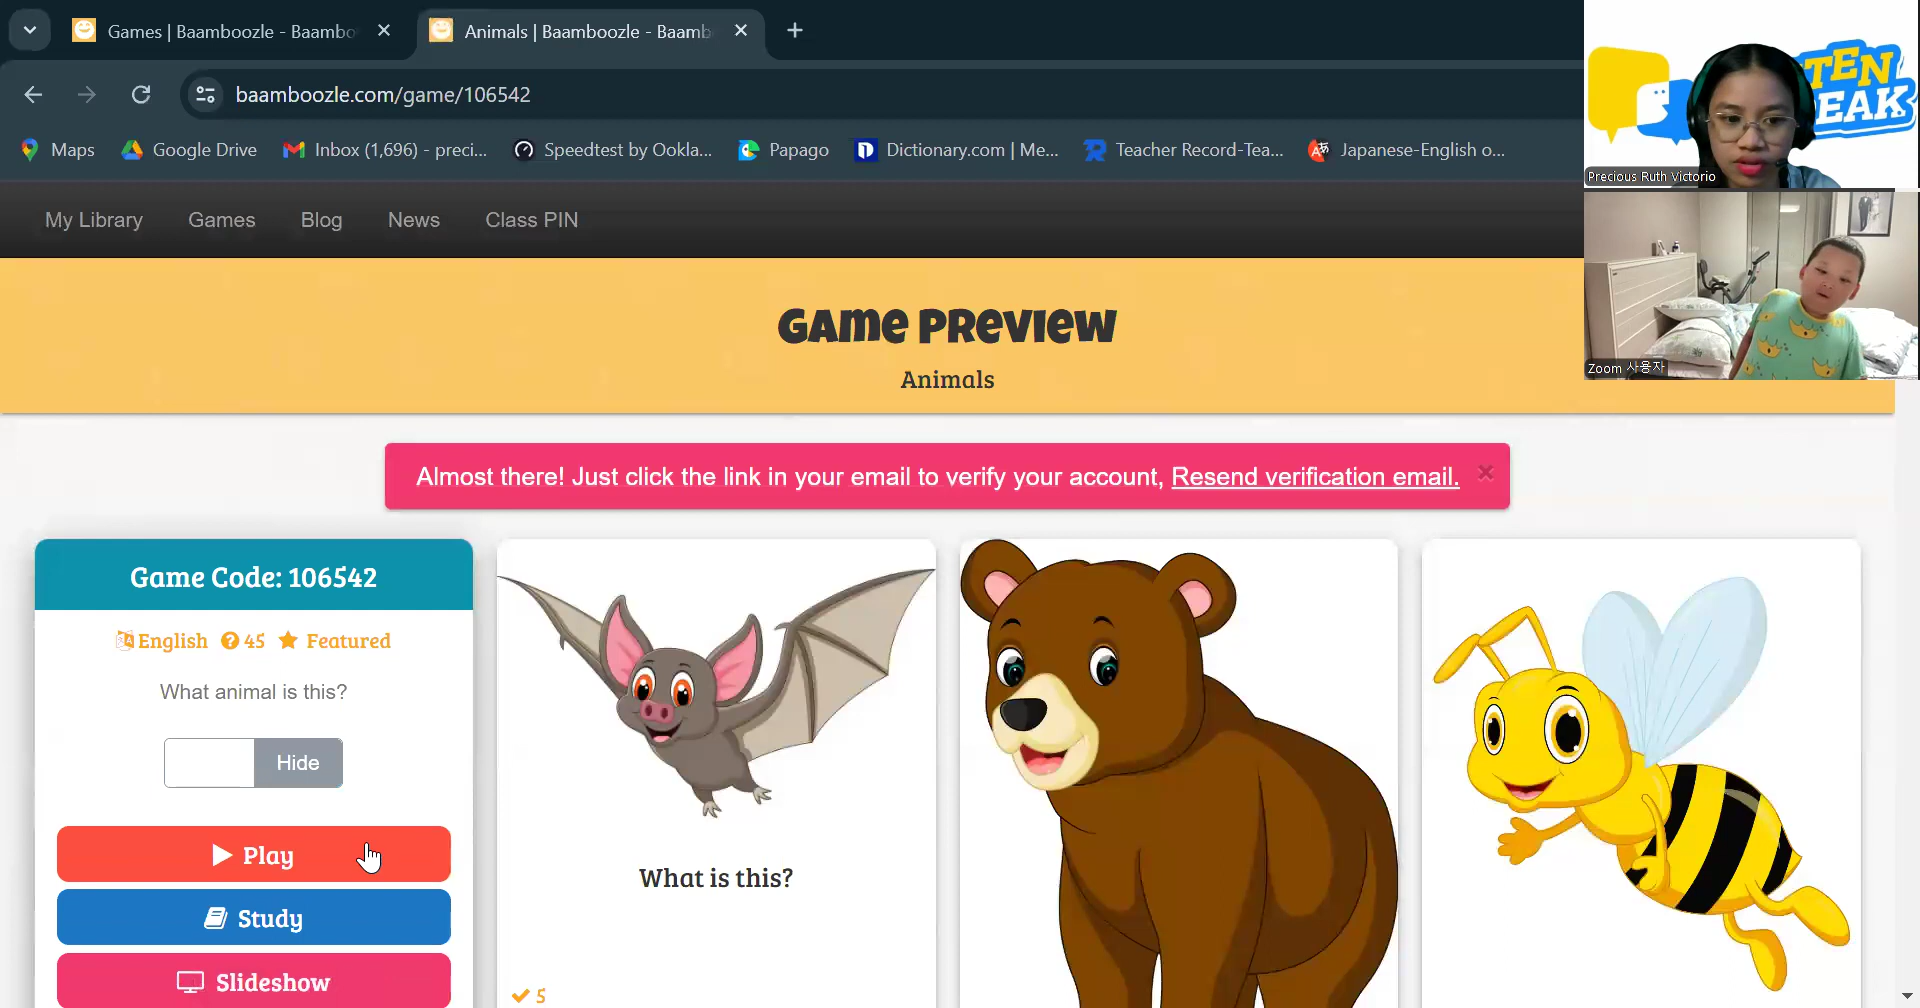 Games | Baamboozle - Baambo
Animals | Baamboozle - Baamb
baamboozle.com/game/106542
Maps
Google Drive
Inbox (1,696) - preci...
Speedtest by Ookla...
Papago
Dictionary.com | Me...
Teacher Record-Tea...
Japanese-English o...
TEN
EAK
Precious Ruth Victorio
Zoom 사용자
My Library
Games
Blog
News
Class PIN
Game Preview
Animals
Almost there! Just click the link in your email to verify your account, Resend verification email.
Game Code: 106542
English 45 Featured
What animal is this?
Hide
Play
Study
Slideshow
What is this?
5